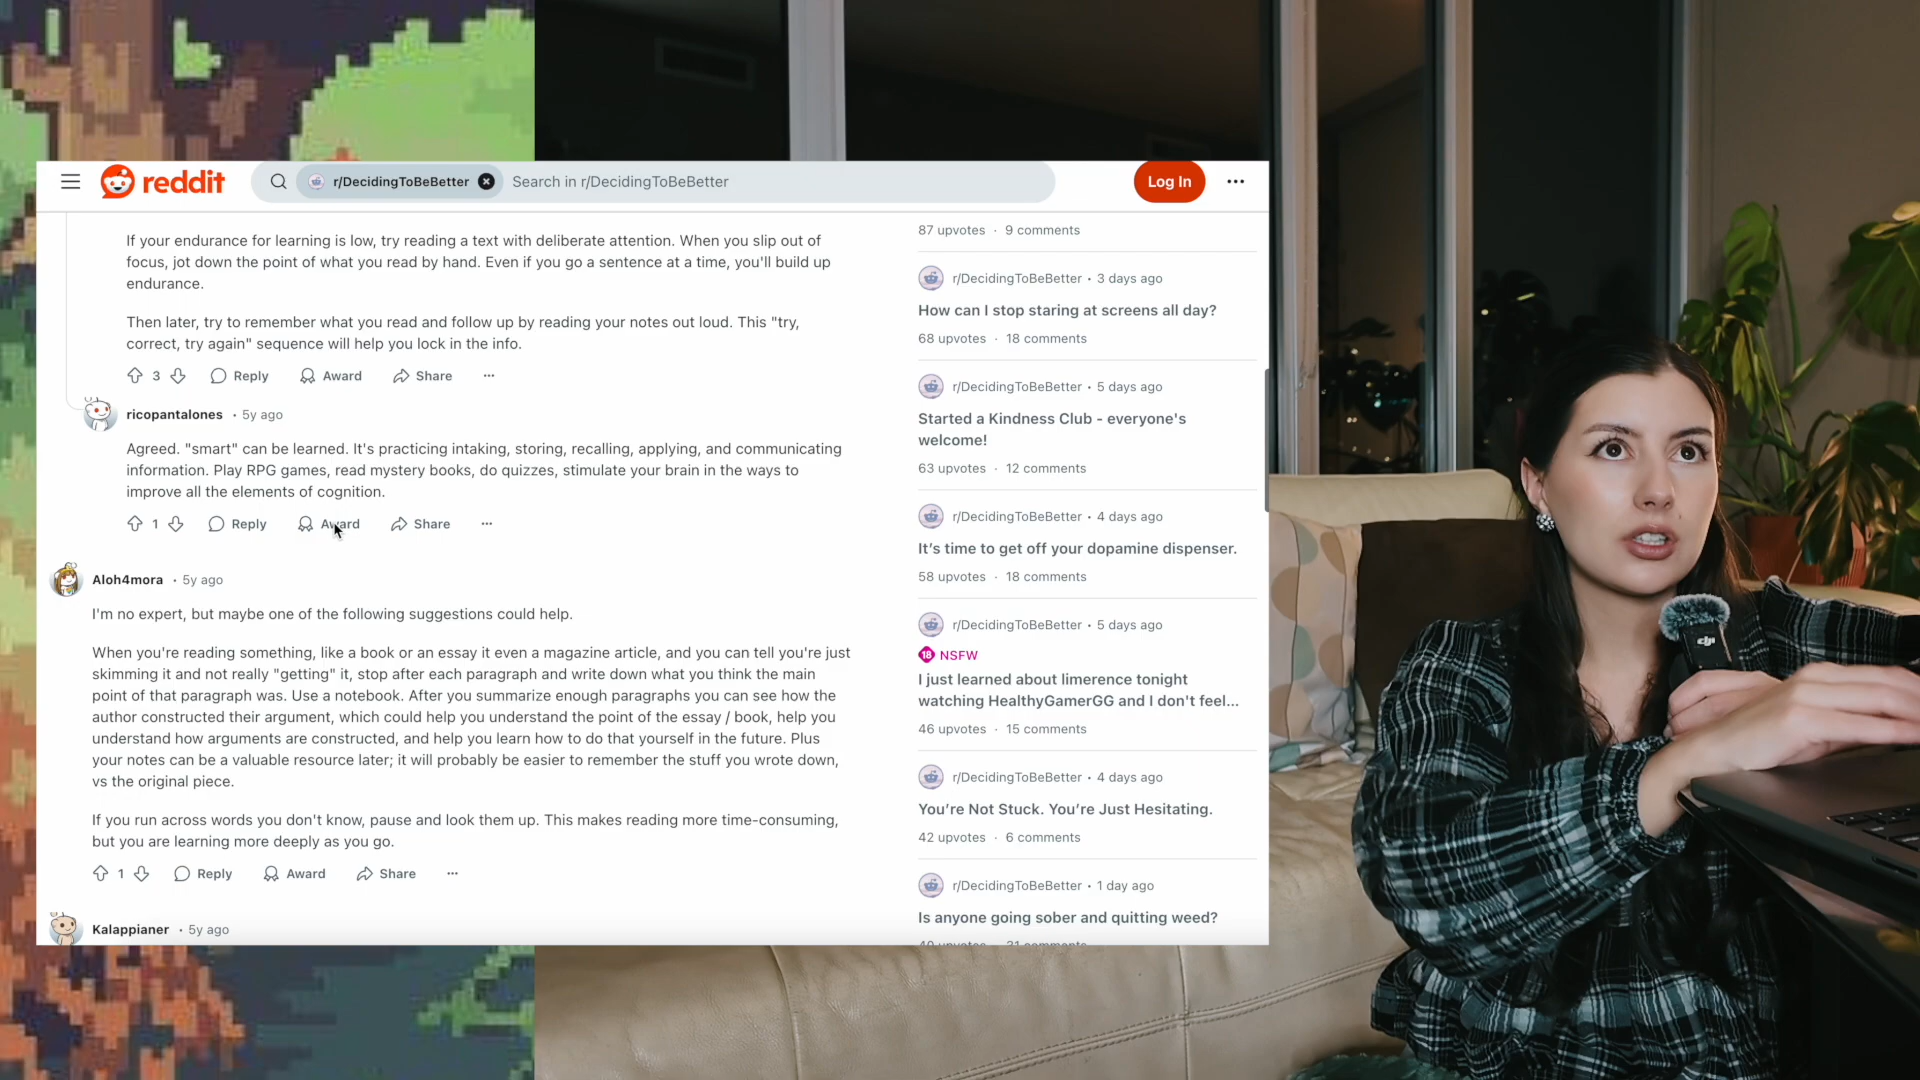 reddit
r/DecidingToBeBetter
Search in r/DecidingToBeBetter
Log In
If your endurance for learning is low, try reading a text with deliberate attention. When you slip out of
focus, jot down the point of what you read by hand. Even if you go a sentence at a time, you'll build up
endurance.
Then later, try to remember what you read and follow up by reading your notes out loud. This "try,
correct, try again" sequence will help you lock in the info.
3 Reply Award Share
ricopantalones • 5y ago
Agreed. "smart" can be learned. It's practicing intaking, storing, recalling, applying, and communicating
information. Play RPG games, read mystery books, do quizzes, stimulate your brain in the ways to
improve all the elements of cognition.
1 Reply Award Share
Aloh4mora • 5y ago
I'm no expert, but maybe one of the following suggestions could help.
When you're reading something, like a book or an essay it even a magazine article, and you can tell you're just
skimming it and not really "getting" it, stop after each paragraph and write down what you think the main
point of that paragraph was. Use a notebook. After you summarize enough paragraphs you can see how the
author constructed their argument, which could help you understand the point of the essay / book, help you
understand how arguments are constructed, and help you learn how to do that yourself in the future. Plus
your notes can be a valuable resource later; it will probably be easier to remember the stuff you wrote down,
vs the original piece.
If you run across words you don't know, pause and look them up. This makes reading more time-consuming,
but you are learning more deeply as you go.
1 Reply Award Share
Kalappianer • 5y ago
87 upvotes · 9 comments
r/DecidingToBeBetter • 3 days ago
How can I stop staring at screens all day?
68 upvotes · 18 comments
r/DecidingToBeBetter • 5 days ago
Started a Kindness Club - everyone's
welcome!
63 upvotes · 12 comments
r/DecidingToBeBetter • 4 days ago
It's time to get off your dopamine dispenser.
58 upvotes · 18 comments
r/DecidingToBeBetter • 5 days ago
18 NSFW
I just learned about limerence tonight
watching HealthyGamerGG and I don't feel...
46 upvotes · 15 comments
r/DecidingToBeBetter • 4 days ago
You're Not Stuck. You're Just Hesitating.
42 upvotes · 6 comments
r/DecidingToBeBetter • 1 day ago
Is anyone going sober and quitting weed?
dji